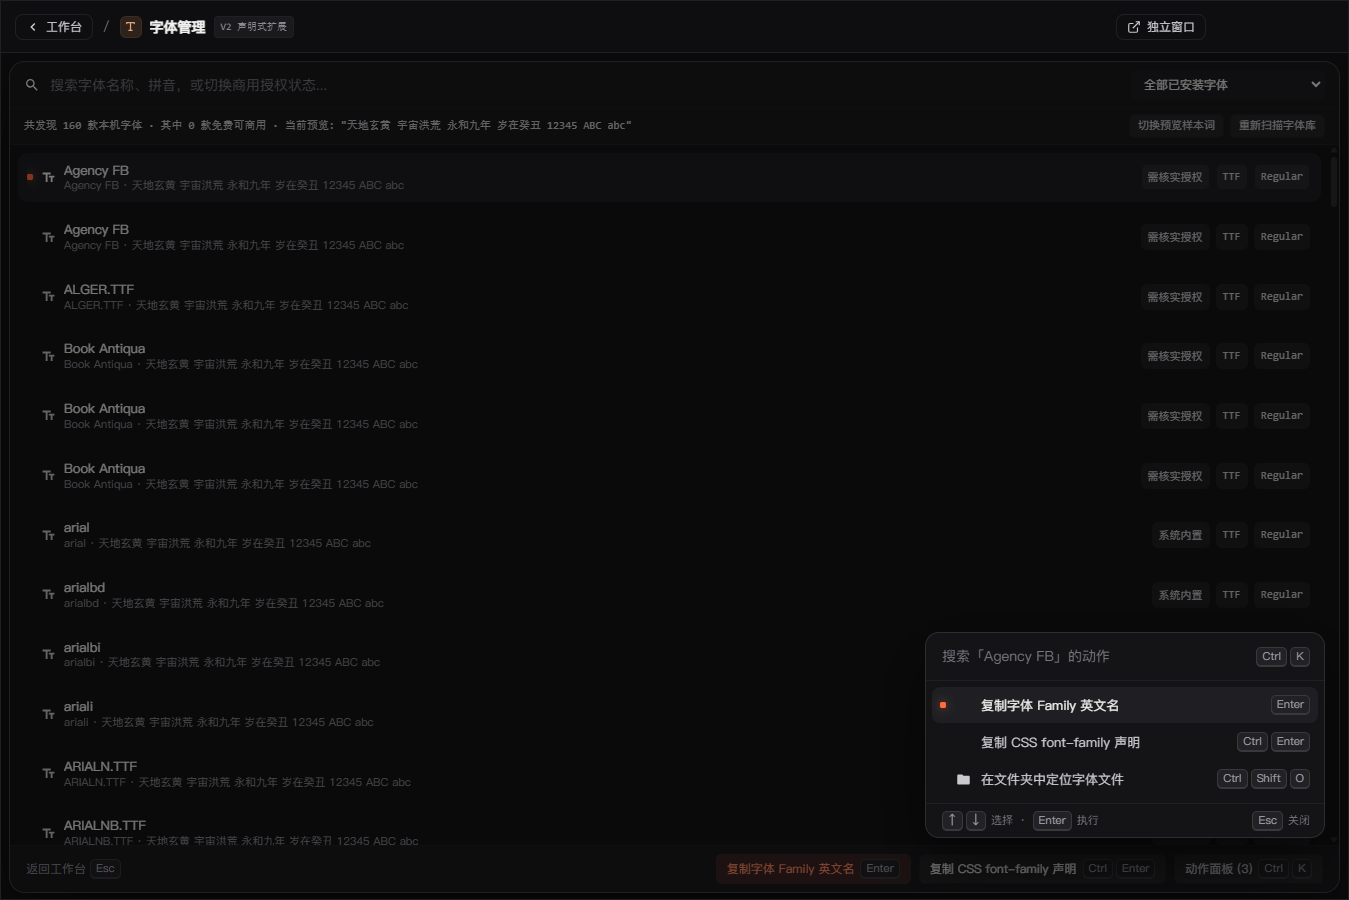 工作台 / T 字体管理 V2 声明式扩展 独立窗口
搜索字体名称、拼音，或切换商用授权状态... 全部已安装字体
共发现 160 款本机字体 · 其中 0 款免费可商用 · 当前预览: "天地玄黄 宇宙洪荒 永和九年 岁在癸丑 12345 ABC abc" 切换预览样本词 重新扫描字体库
Agency FB
Agency FB · 天地玄黄 宇宙洪荒 永和九年 岁在癸丑 12345 ABC abc 需核实授权 TTF Regular
Agency FB
Agency FB · 天地玄黄 宇宙洪荒 永和九年 岁在癸丑 12345 ABC abc 需核实授权 TTF Regular
ALGER.TTF
ALGER.TTF · 天地玄黄 宇宙洪荒 永和九年 岁在癸丑 12345 ABC abc 需核实授权 TTF Regular
Book Antiqua
Book Antiqua · 天地玄黄 宇宙洪荒 永和九年 岁在癸丑 12345 ABC abc 需核实授权 TTF Regular
Book Antiqua
Book Antiqua · 天地玄黄 宇宙洪荒 永和九年 岁在癸丑 12345 ABC abc 需核实授权 TTF Regular
Book Antiqua
Book Antiqua · 天地玄黄 宇宙洪荒 永和九年 岁在癸丑 12345 ABC abc 需核实授权 TTF Regular
arial
arial · 天地玄黄 宇宙洪荒 永和九年 岁在癸丑 12345 ABC abc 系统内置 TTF Regular
arialbd
arialbd · 天地玄黄 宇宙洪荒 永和九年 岁在癸丑 12345 ABC abc 系统内置 TTF Regular
arialbi
arialbi · 天地玄黄 宇宙洪荒 永和九年 岁在癸丑 12345 ABC abc
ariali
ariali · 天地玄黄 宇宙洪荒 永和九年 岁在癸丑 12345 ABC abc
ARIALN.TTF
ARIALN.TTF · 天地玄黄 宇宙洪荒 永和九年 岁在癸丑 12345 ABC abc
ARIALNB.TTF
ARIALNB.TTF · 天地玄黄 宇宙洪荒 永和九年 岁在癸丑 12345 ABC abc
搜索「Agency FB」的动作 Ctrl K
复制字体 Family 英文名 Enter
复制 CSS font-family 声明 Ctrl Enter
在文件夹中定位字体文件 Ctrl Shift O
↑ ↓ 选择 · Enter 执行 Esc 关闭
返回工作台 Esc 复制字体 Family 英文名 Enter 复制 CSS font-family 声明 Ctrl Enter 动作面板 (3) Ctrl K